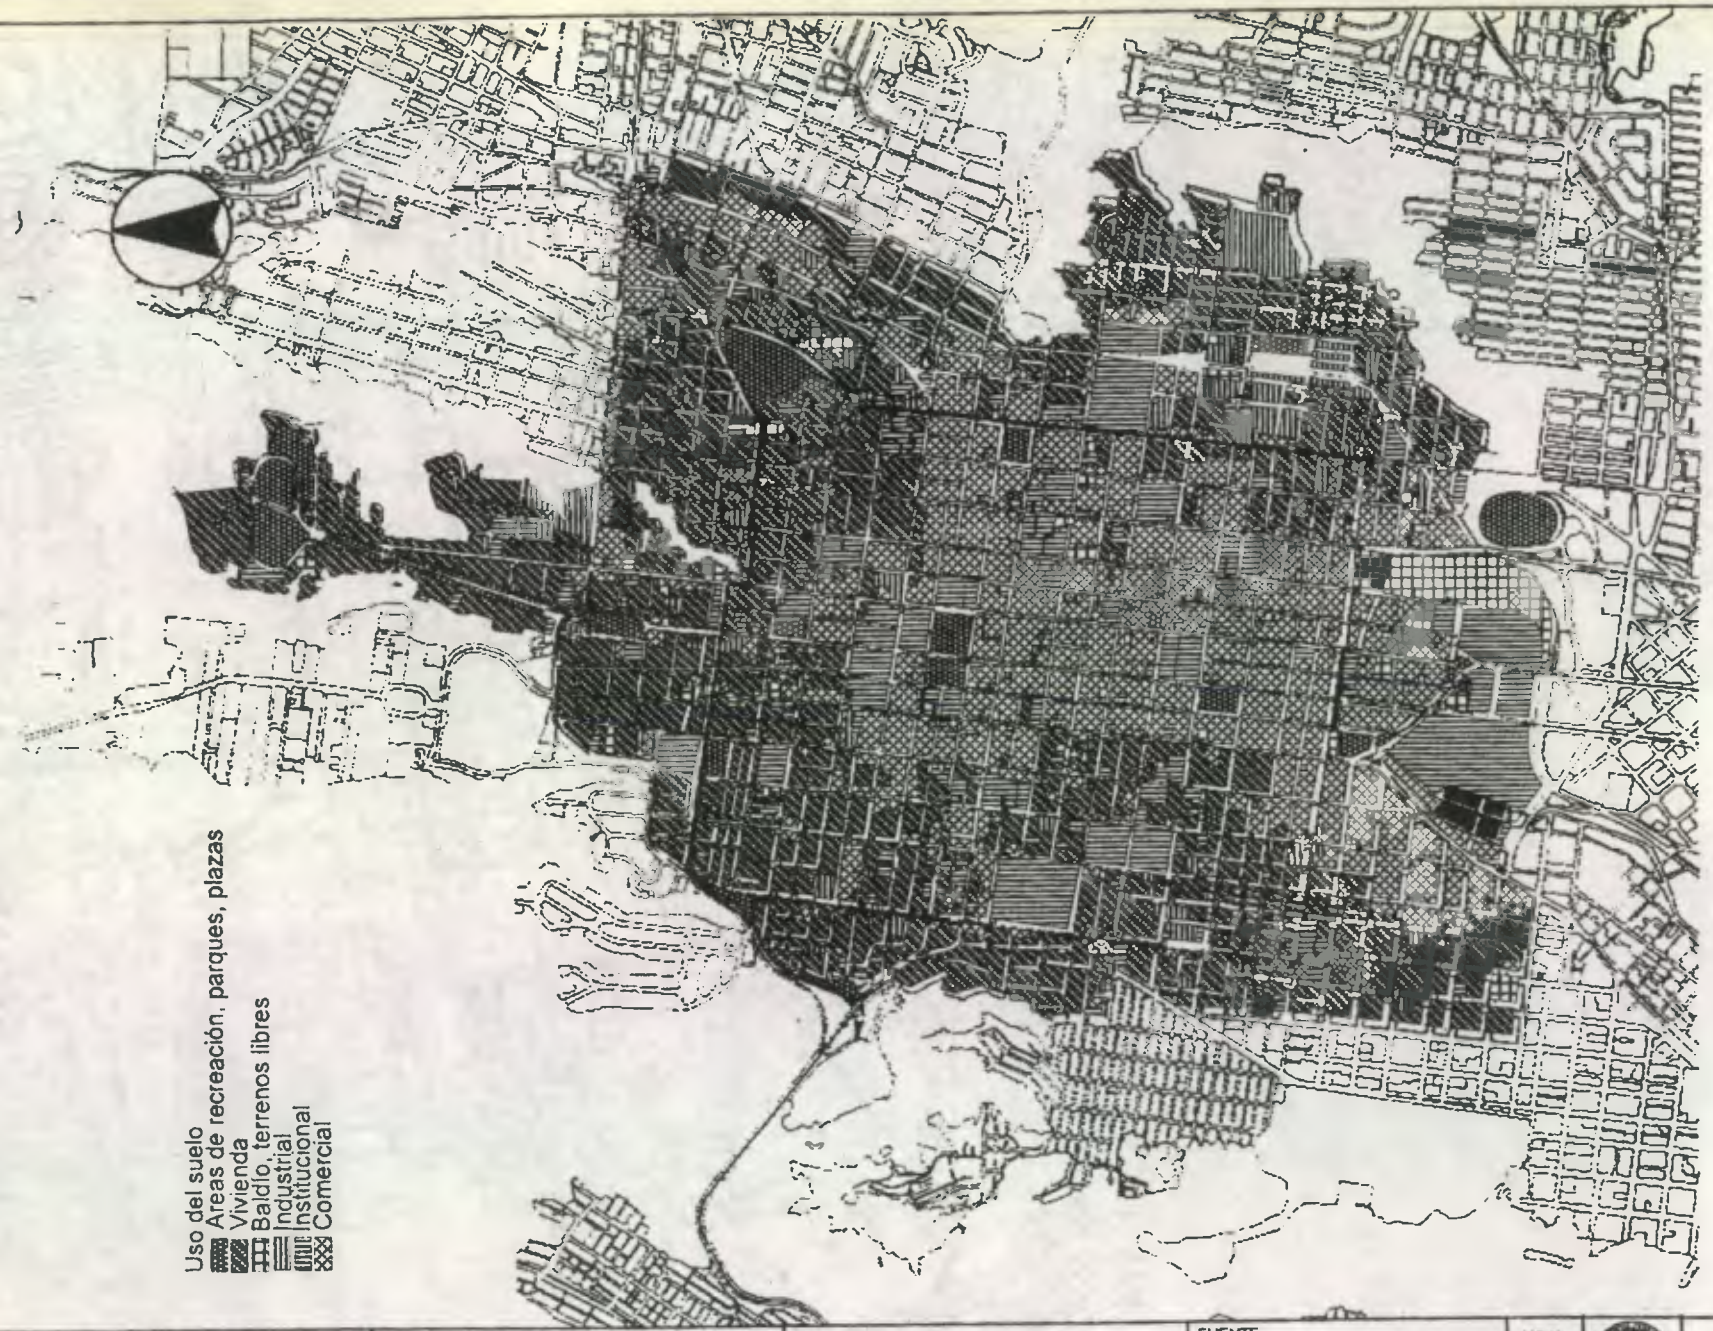 Uso del suelo
Areas de recreación, parques, plazas
Vivienda
Baldío, terrenos libres
Industrial
Institucional
Comercial